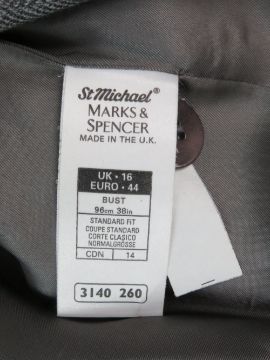 St Michael®
MARKS &
SPENCER
MADE IN THE U.K.
UK • 16
EURO • 44
BUST
96cm 38in
STANDARD FIT
COUPE STANDARD
CORTE CLASICO
NORMALGRÖSSE
CDN 14
3140 260